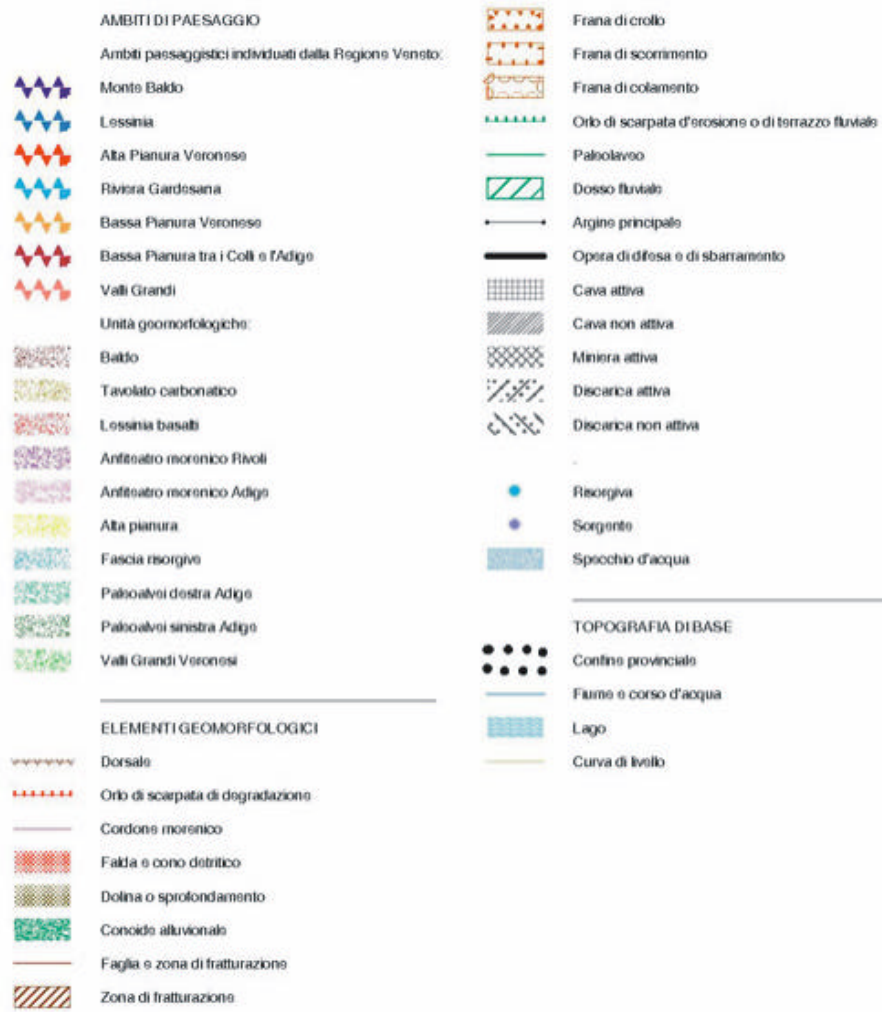 AMBITI DI PAESAGGIO
Ambiti paesaggistici individuati dalla Regione Veneto:
Monte Baldo
Lessinia
Alta Pianura Veronese
Riviera Gardesana
Bassa Pianura Veronese
Bassa Pianura tra i Colli e l'Adige
Valli Grandi
Unità geomorfologiche:
Baldo
Tavolato carbonatico
Lessinia basalti
Anfiteatro morenico Rivoli
Anfiteatro morenico Adige
Alta pianura
Fascia risorgive
Paleoalvei destra Adige
Paleoalvei sinistra Adige
Valli Grandi Veronesi
ELEMENTI GEOMORFOLOGICI
Dorsale
Orlo di scarpata di degradazione
Cordone morenico
Falda e cono detritico
Dolina o sprofondamento
Conoide alluvionale
Faglia e zona di fratturazione
Zona di fratturazione
Frana di crollo
Frana di scorrimento
Frana di colamento
Orlo di scarpata d'erosione o di terrazzo fluviale
Paleolaveo
Dosso fluviale
Argine principale
Opera di difesa e di sbarramento
Cava attiva
Cava non attiva
Miniera attiva
Discarica attiva
Discarica non attiva
.
Risorgiva
Sorgente
Specchio d'acqua
TOPOGRAFIA DI BASE
Confine provinciale
Fiume e corso d'acqua
Lago
Curva di livello